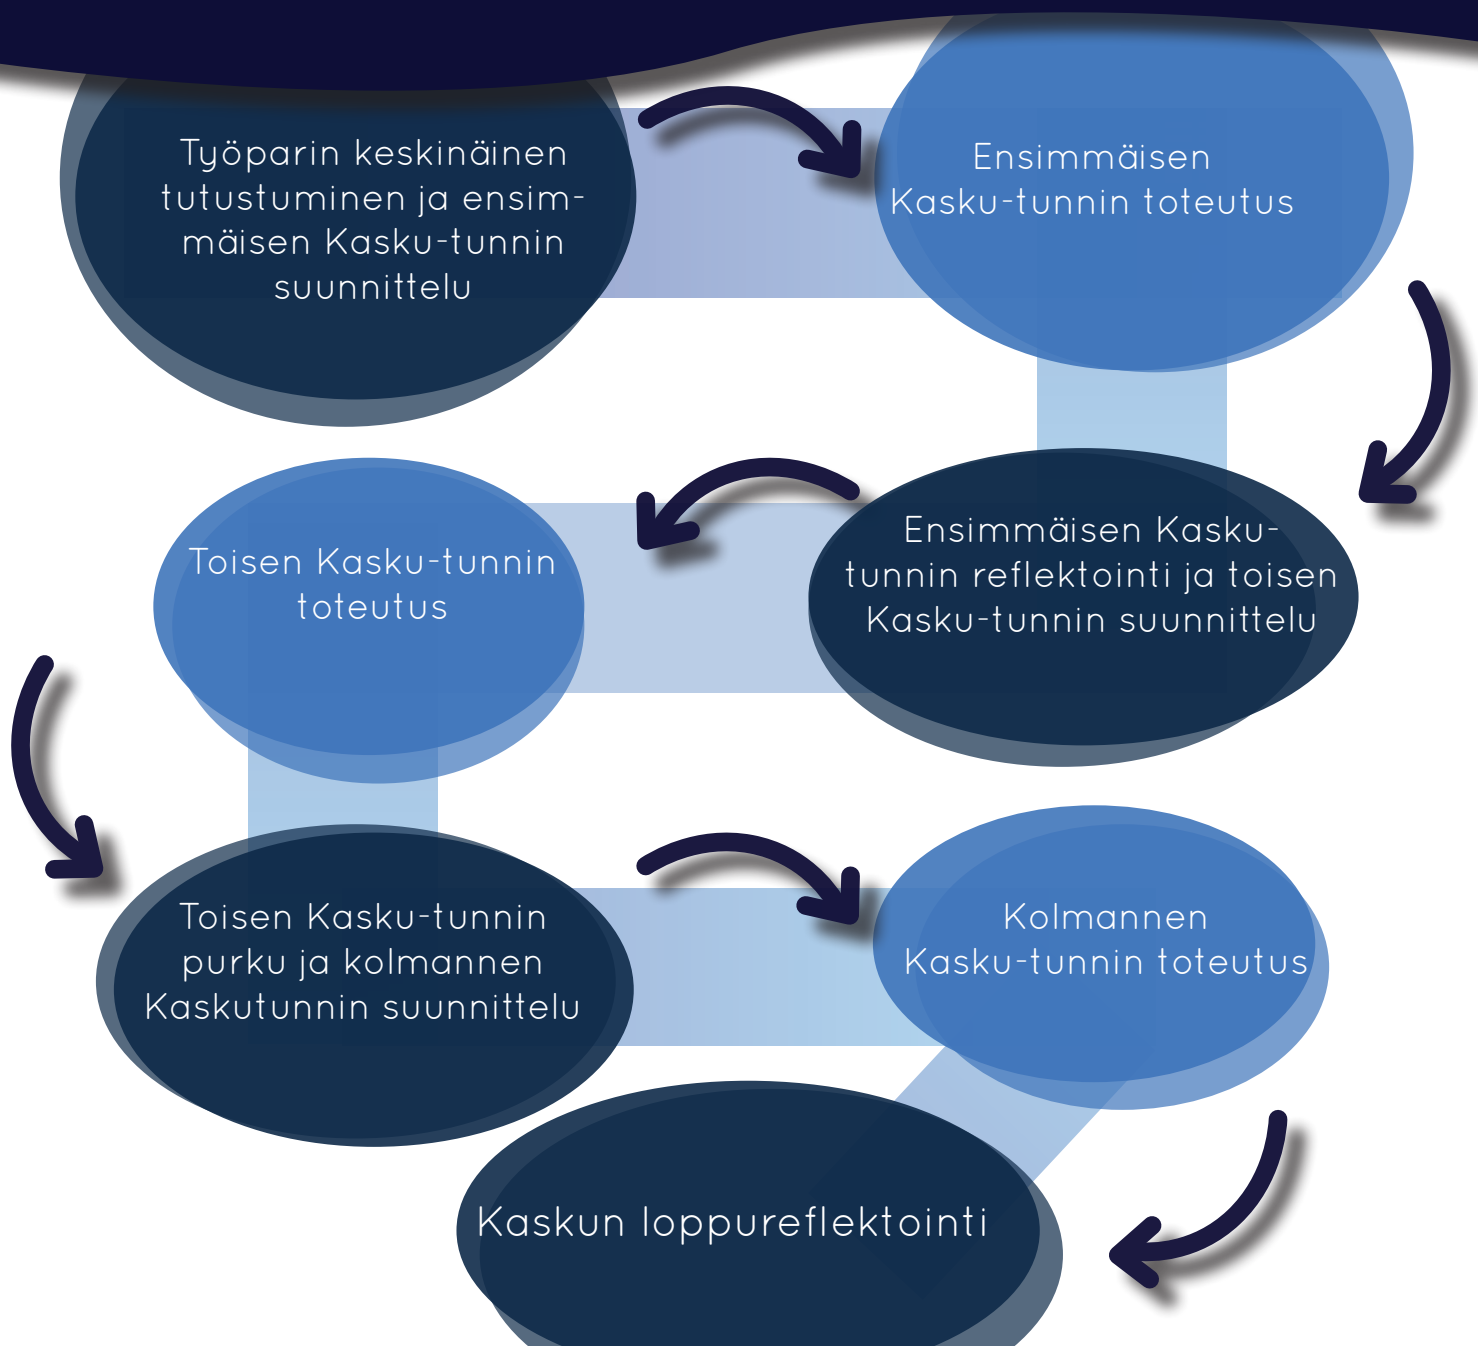 Työparin keskinäinen
tutustuminen ja ensim-
mäisen Kasku-tunnin
suunnittelu
Ensimmäisen
Kasku-tunnin toteutus
Ensimmäisen Kasku-
tunnin reflektointi ja toisen
Kasku-tunnin suunnittelu
Toisen Kasku-tunnin
toteutus
Toisen Kasku-tunnin
purku ja kolmannen
Kaskutunnin suunnittelu
Kolmannen
Kasku-tunnin toteutus
Kaskun loppureflektointi